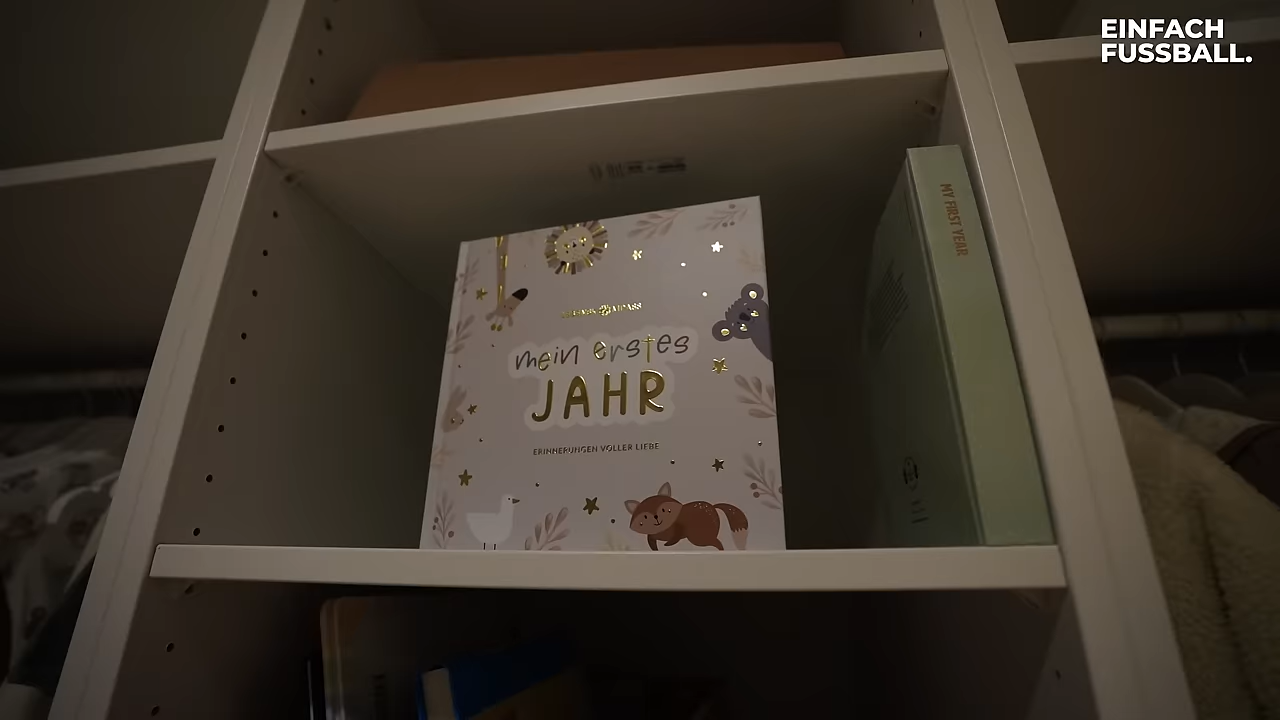 EINFACH
FUSSBALL.
MY FIRST YEAR
mein erstes
JAHR
ERINNERUNGEN VOLLER LIEBE